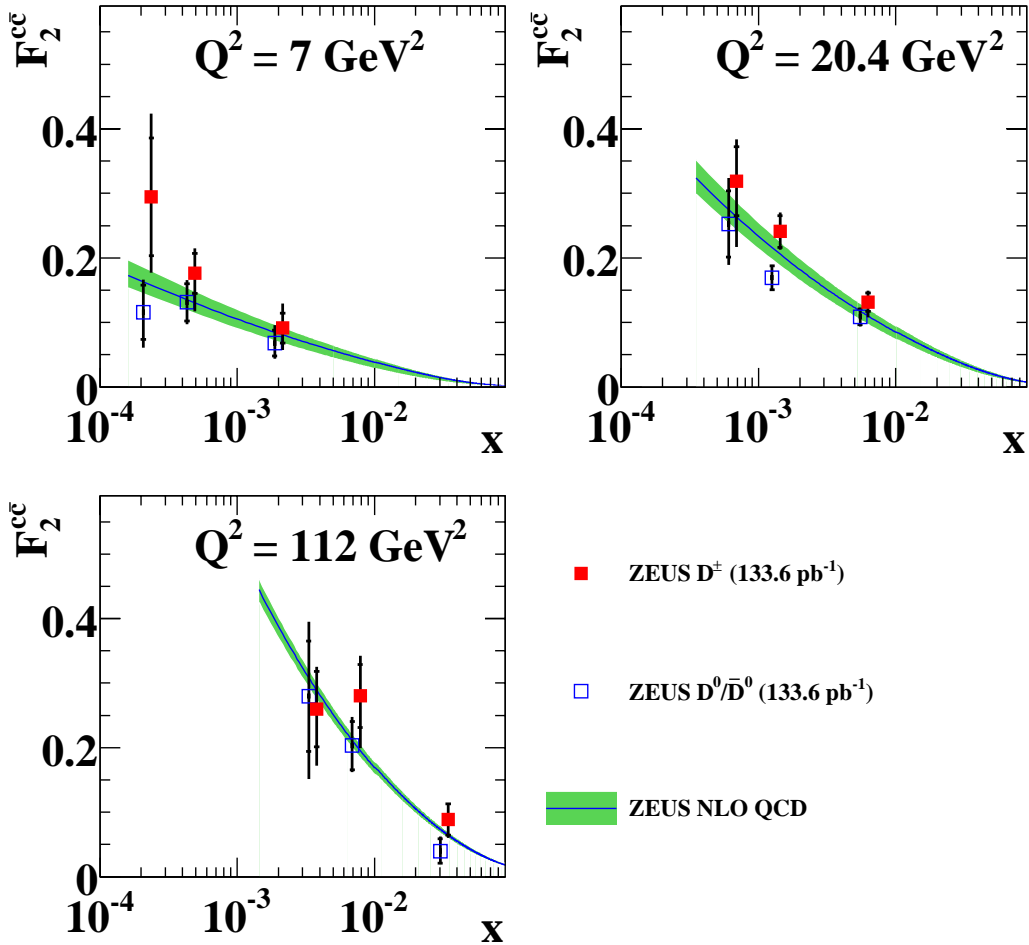 F₂ᶜᶜ̄
Q² = 7 GeV²
0.4
0.2
0
10⁻⁴
10⁻³
10⁻²
x
F₂ᶜᶜ̄
Q² = 20.4 GeV²
0.4
0.2
0
10⁻⁴
10⁻³
10⁻²
x
F₂ᶜᶜ̄
Q² = 112 GeV²
0.4
0.2
0
10⁻⁴
10⁻³
10⁻²
x
ZEUS D± (133.6 pb⁻¹)
ZEUS D⁰/D̄⁰ (133.6 pb⁻¹)
ZEUS NLO QCD